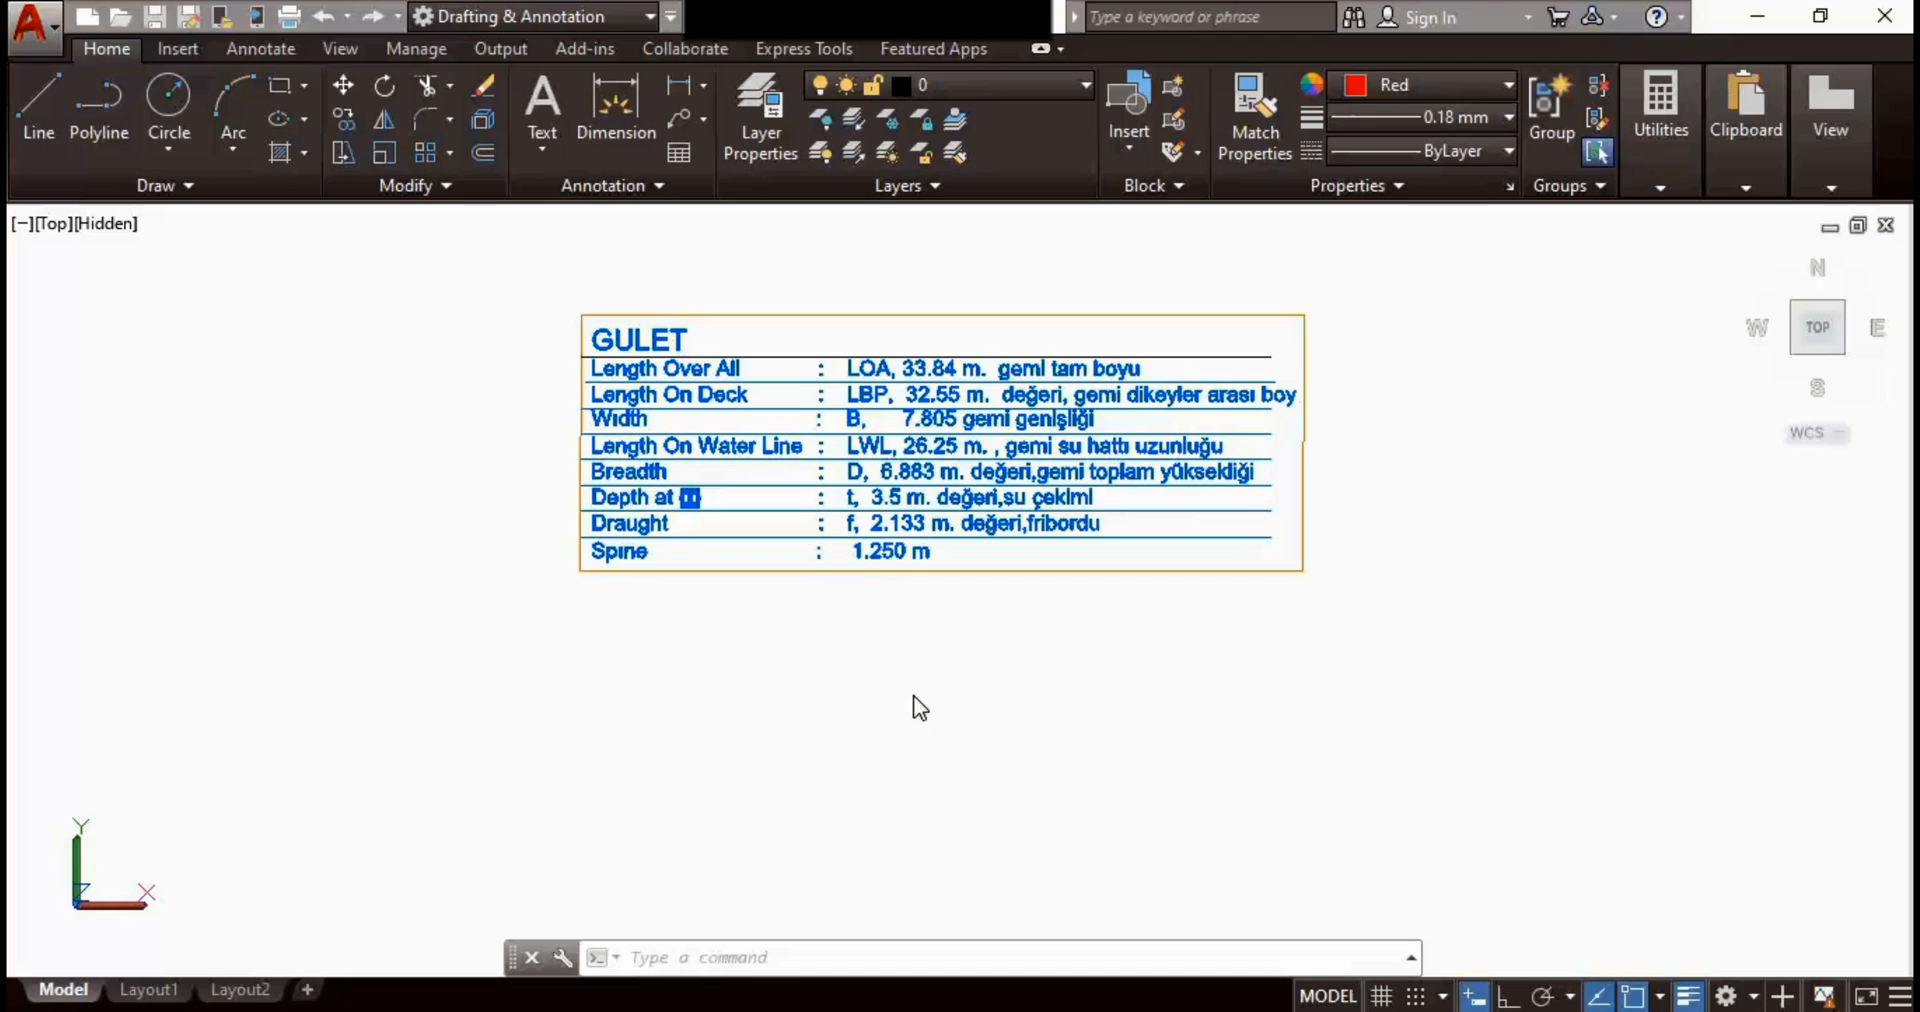 Drafting & Annotation
Type a keyword or phrase
Sign In
Home Insert Annotate View Manage Output Add-ins Collaborate Express Tools Featured Apps
Line Polyline Circle Arc
Text Dimension
Layer Properties
0
Insert
Match Properties
Red
0.18 mm
ByLayer
Group
Utilities
Clipboard
View
Draw Modify Annotation Layers Block Properties Groups
[−][Top][Hidden]
N
W TOP E
S
WCS
GULET
Length Over All : LOA, 33.84 m. gemı tam boyu
Length On Deck : LBP, 32.55 m. değeri, gemi dikeyler arası boy
Wıdth : B, 7.805 gemi genişliği
Length On Water Line : LWL, 26.25 m. , gemi su hattı uzunluğu
Breadth : D, 6.883 m. değeri,gemi toplam yüksekliği
Depth at : t, 3.5 m. değeri,su çekımı
Draught : f, 2.133 m. değeri,fribordu
Spıne : 1.250 m
Y
Z X
Type a command
Model Layout1 Layout2 +
MODEL